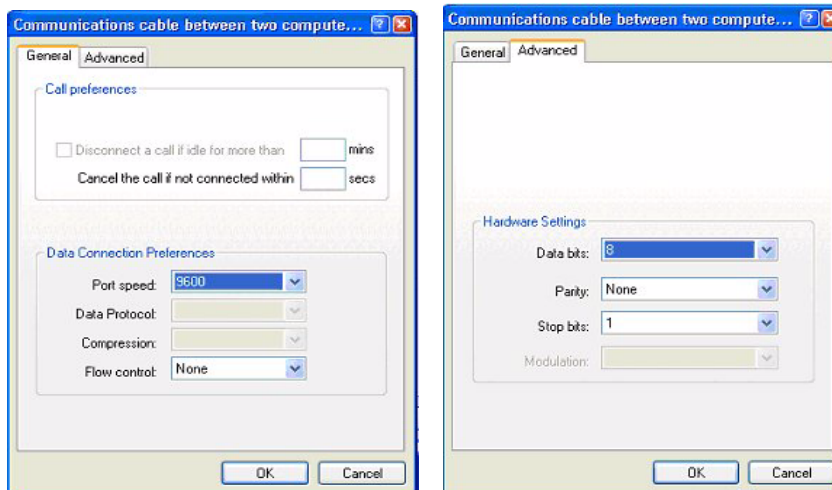 Communications cable between two compute...
General Advanced
Call preferences
Disconnect a call if idle for more than mins
Cancel the call if not connected within secs
Data Connection Preferences
Port speed: 9600
Data Protocol:
Compression:
Flow control: None
OK Cancel
Communications cable between two compute...
General Advanced
Hardware Settings
Data bits: 8
Parity: None
Stop bits: 1
Modulation:
OK Cancel